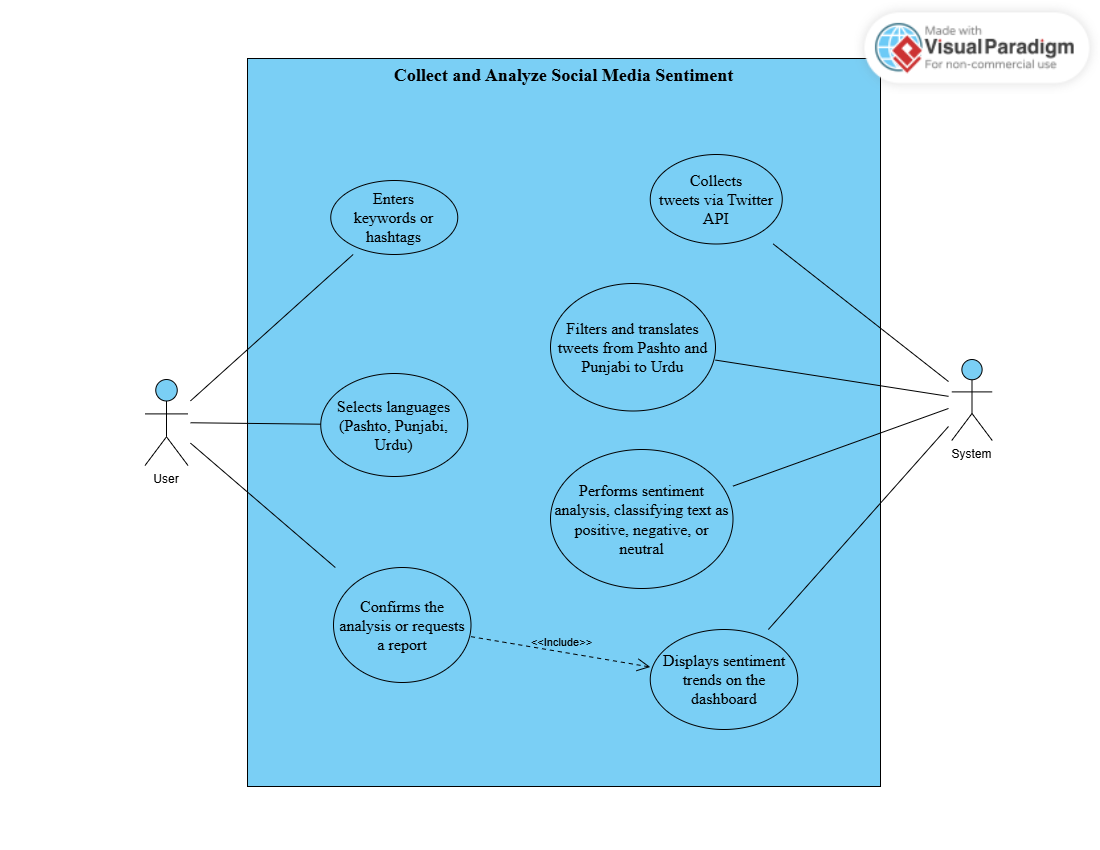 Made with
Visual Paradigm
For non-commercial use
Collect and Analyze Social Media Sentiment
Enters
keywords or
hashtags
Collects
tweets via Twitter
API
Filters and translates
tweets from Pashto and
Punjabi to Urdu
Selects languages
(Pashto, Punjabi,
Urdu)
User
System
Performs sentiment
analysis, classifying text as
positive, negative, or
neutral
Confirms the
analysis or requests
a report
<<Include>>
Displays sentiment
trends on the
dashboard